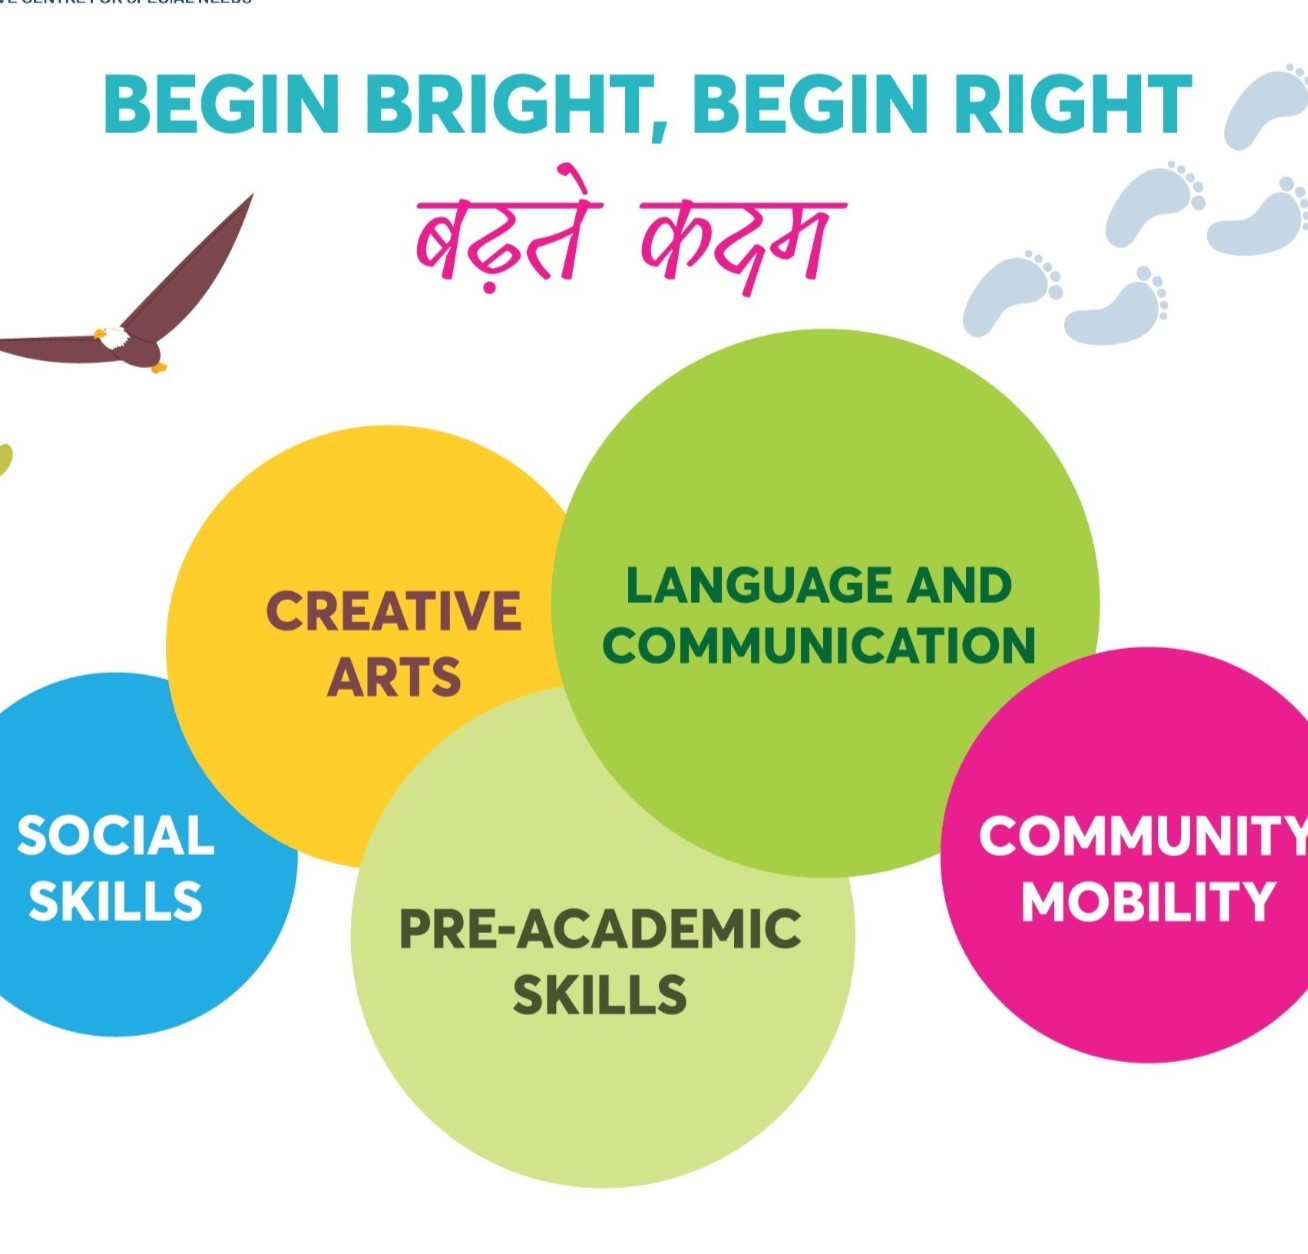 CENTRE FOR SPECIAL NEEDS
BEGIN BRIGHT, BEGIN RIGHT
बढ़ते कदम
CREATIVE
ARTS
LANGUAGE AND
COMMUNICATION
SOCIAL
SKILLS
COMMUNITY
MOBILITY
PRE-ACADEMIC
SKILLS